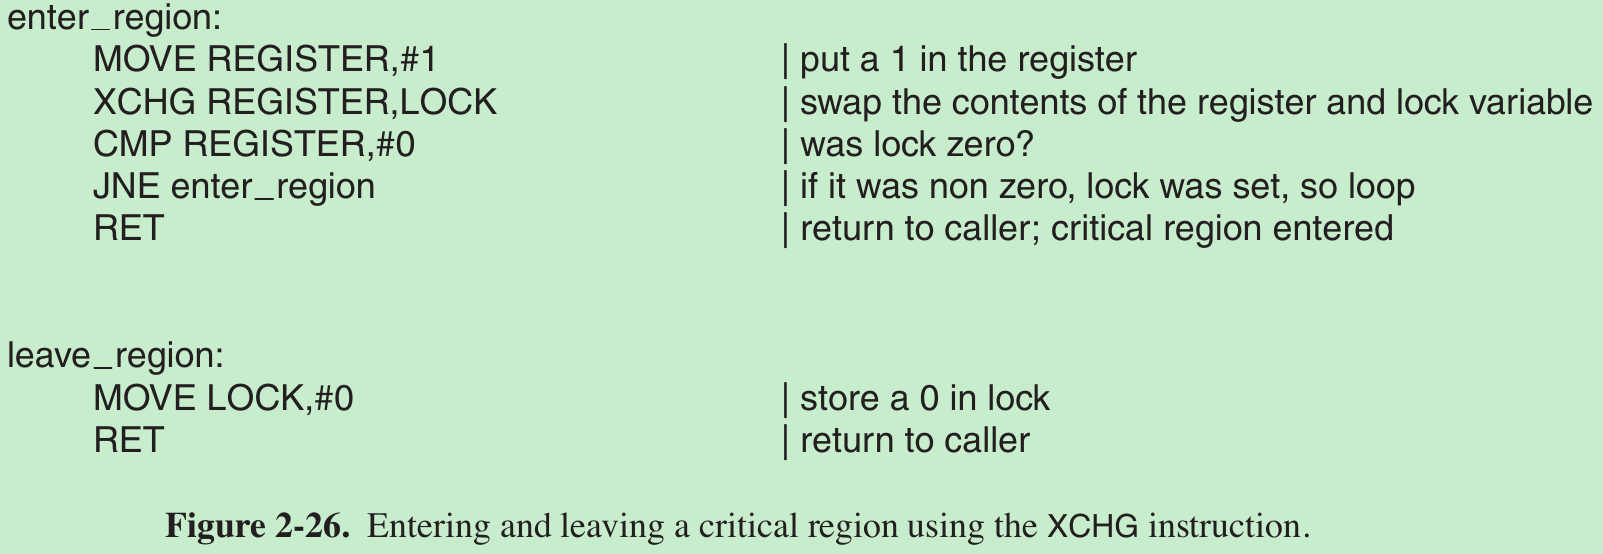 enter_region:
MOVE REGISTER,#1 | put a 1 in the register
XCHG REGISTER,LOCK | swap the contents of the register and lock variable
CMP REGISTER,#0 | was lock zero?
JNE enter_region | if it was non zero, lock was set, so loop
RET | return to caller; critical region entered
leave_region:
MOVE LOCK,#0 | store a 0 in lock
RET | return to caller
Figure 2-26. Entering and leaving a critical region using the XCHG instruction.